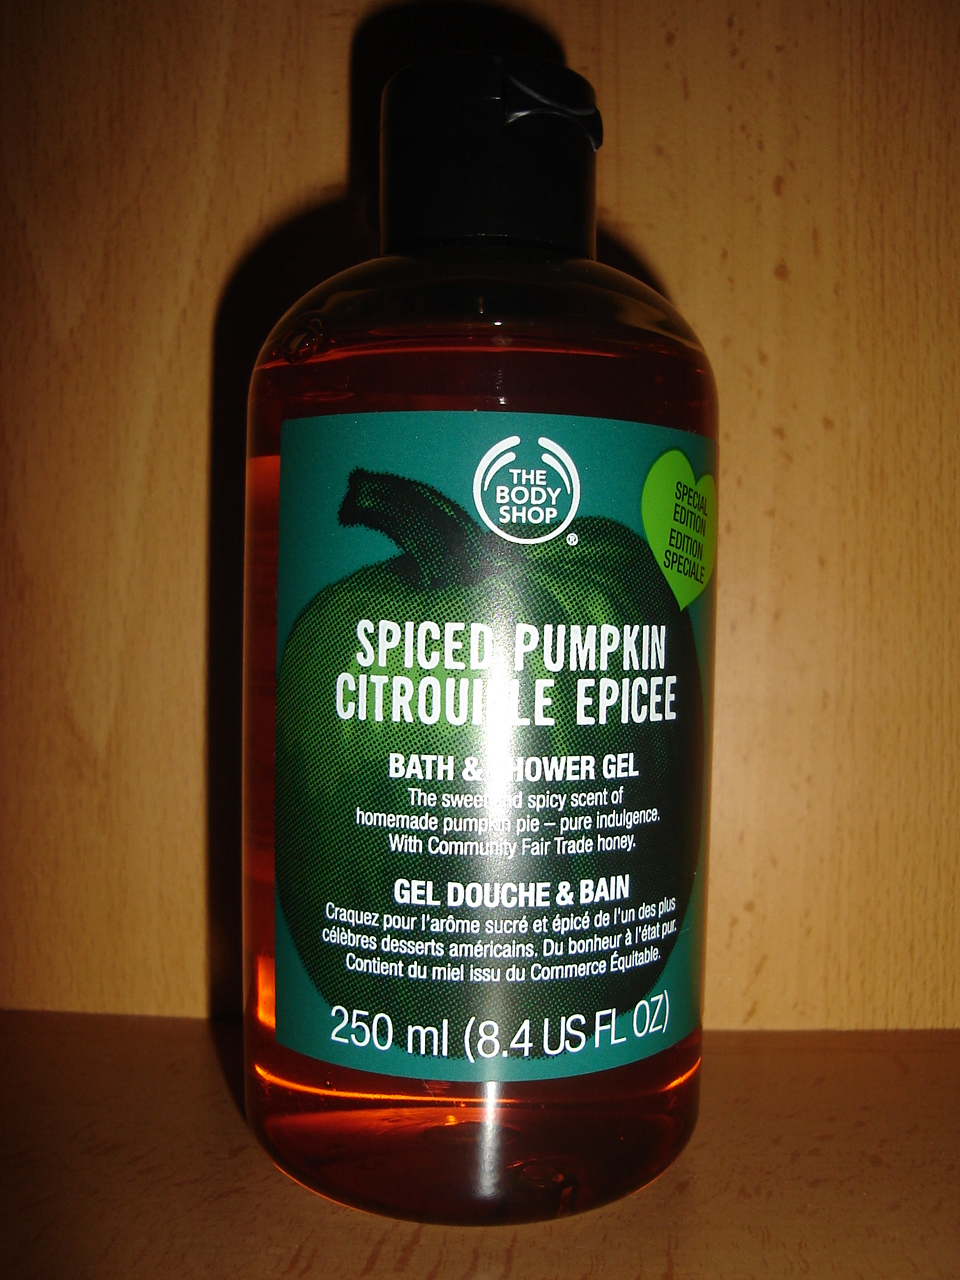 THE
BODY
SHOP
®
SPECIAL
EDITION
EDITION
SPECIALE
SPICED PUMPKIN
CITROUILLE EPICEE
BATH & SHOWER GEL
The sweet and spicy scent of
homemade pumpkin pie – pure indulgence.
With Community Fair Trade honey.
GEL DOUCHE & BAIN
Craquez pour l'arôme sucré et épicé de l'un des plus
célèbres desserts américains. Du bonheur à l'état pur.
Contient du miel issu du Commerce Équitable.
250 ml (8.4 US FL OZ)